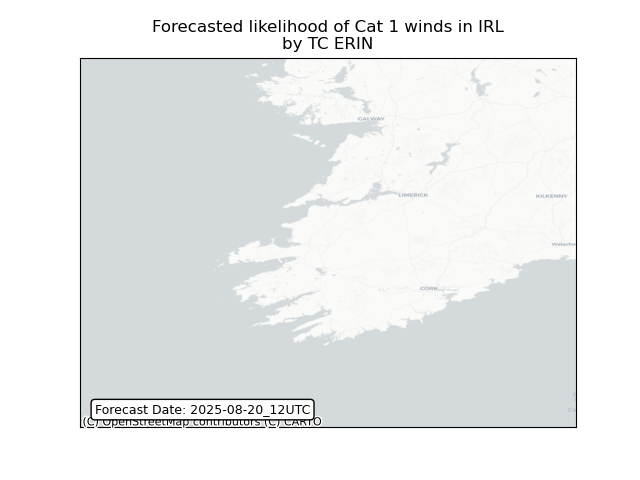 Forecasted likelihood of Cat 1 winds in IRL
by TC ERIN
GALWAY
LIMERICK
KILKENNY
CORK
Forecast Date: 2025-08-20_12UTC
(C) OpenStreetMap contributors (C) CARTO